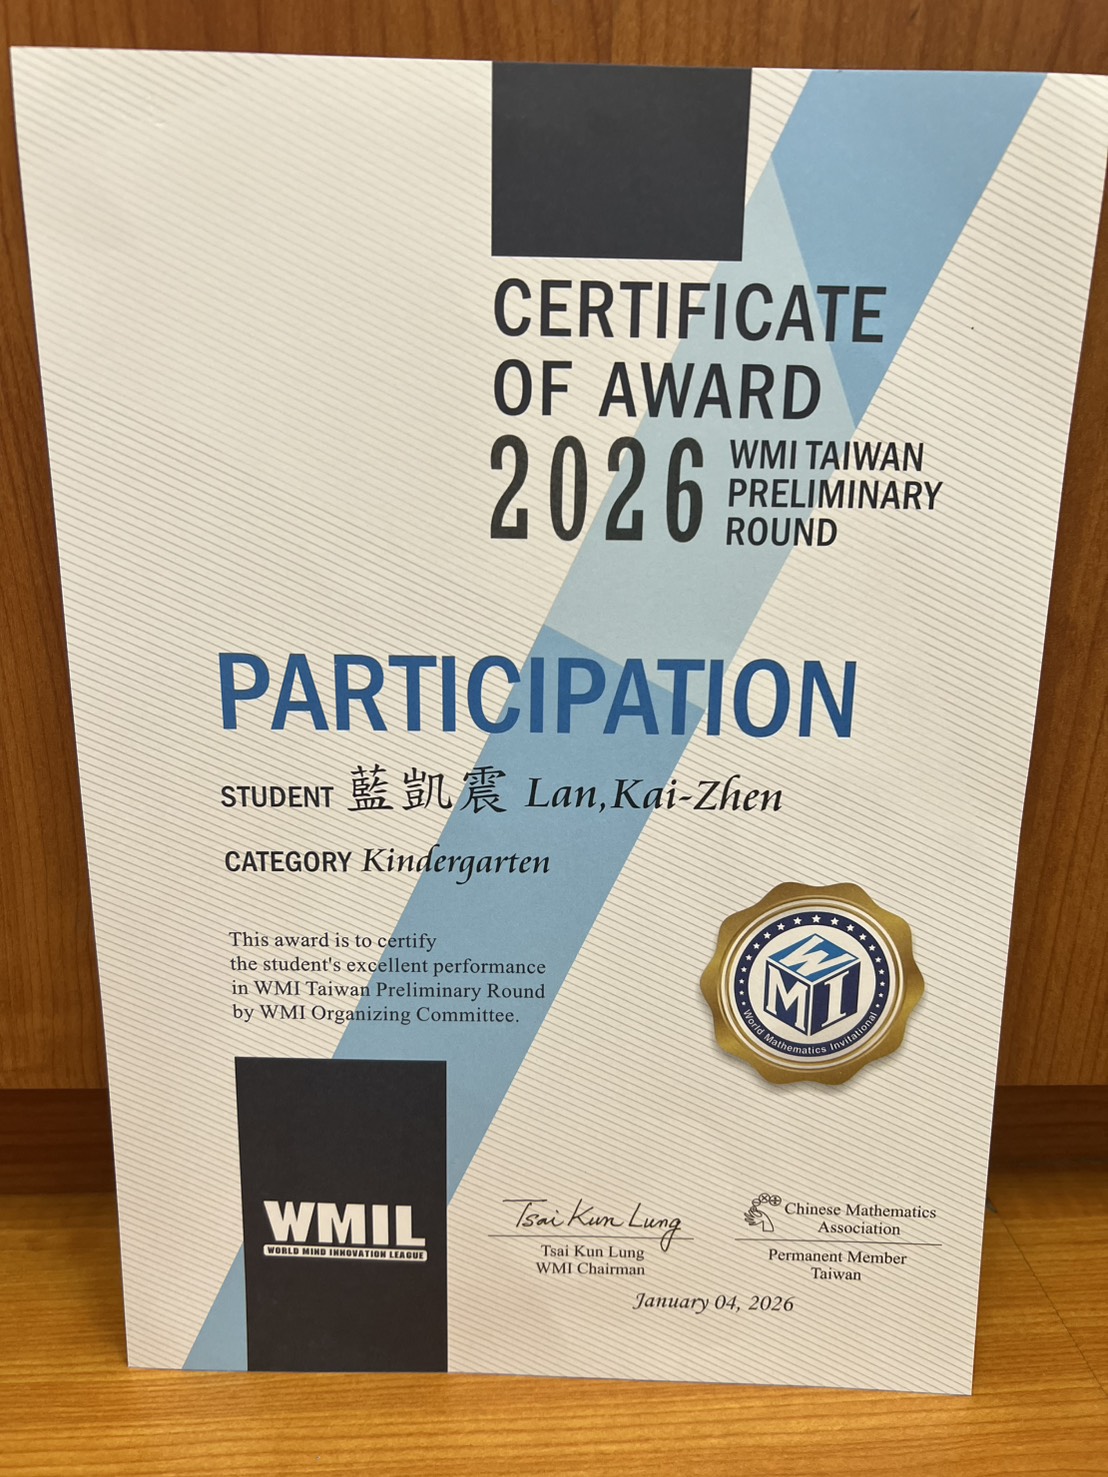 CERTIFICATE
OF AWARD
2026 WMI TAIWAN
PRELIMINARY
ROUND
PARTICIPATION
STUDENT 藍凱震 Lan,Kai-Zhen
CATEGORY Kindergarten
This award is to certify
the student's excellent performance
in WMI Taiwan Preliminary Round
by WMI Organizing Committee.
WMI
World Mathematics Invitational
WMIL
WORLD MIND INNOVATION LEAGUE
Tsai Kun Lung
Tsai Kun Lung
WMI Chairman
Chinese Mathematics
Association
Permanent Member
Taiwan
January 04, 2026